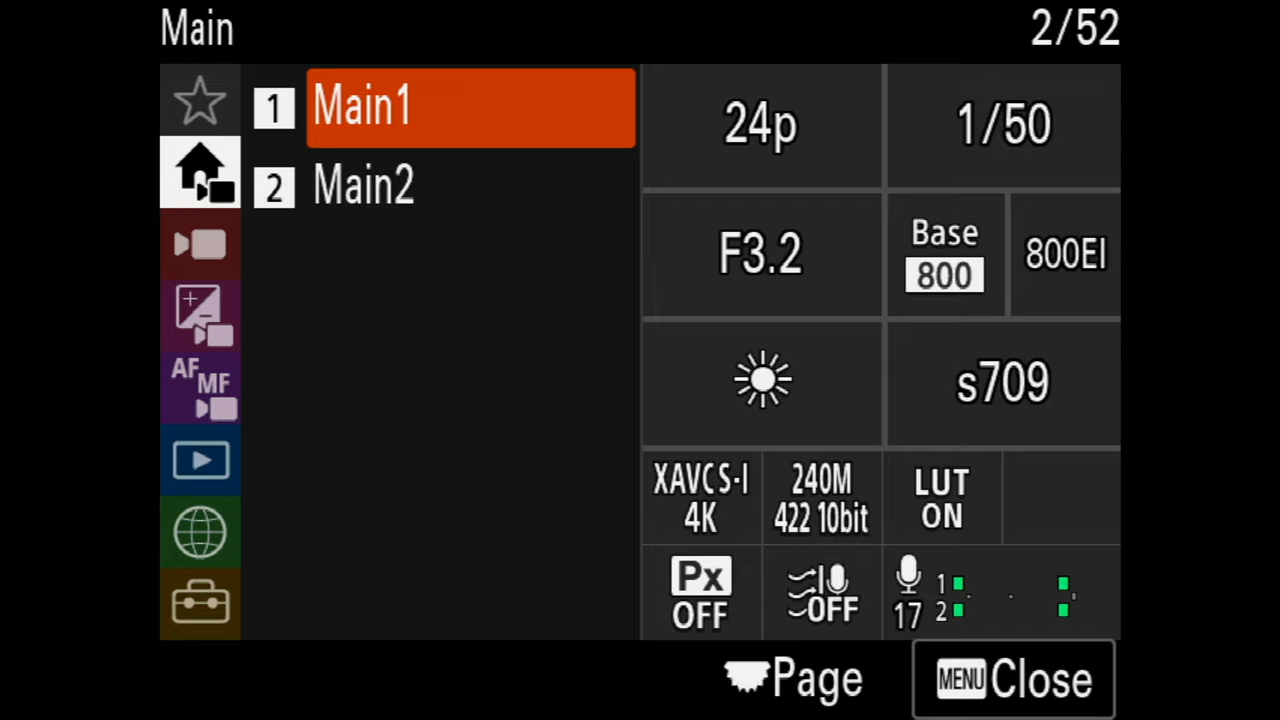 Main
2/52
1 Main1
2 Main2
AF MF
24p
1/50
F3.2
Base
800
800EI
s709
XAVC S-I
4K
240M
422 10bit
LUT
ON
Px
OFF
OFF
17
1
2
Page
MENU Close